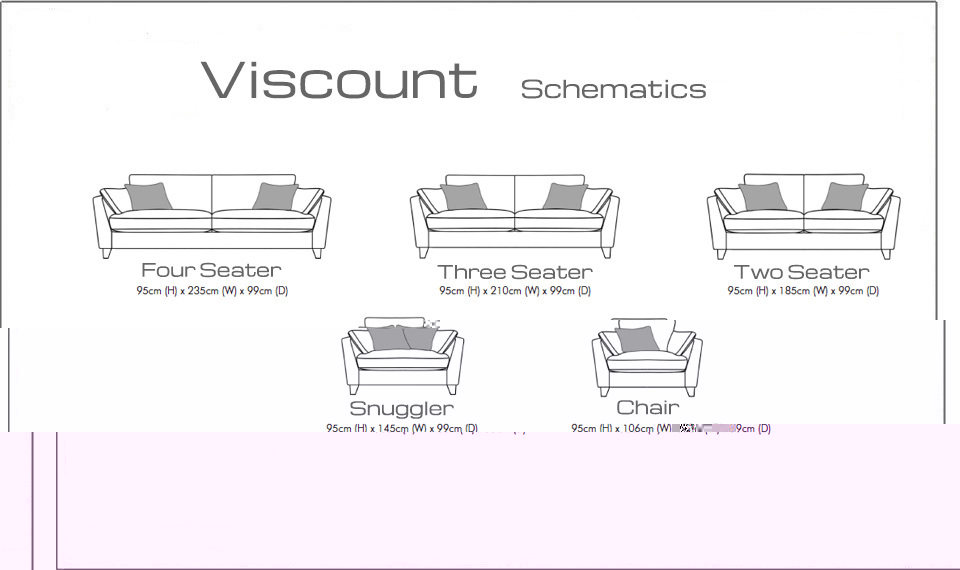 Viscount Schematics
Four Seater
95cm (H) x 235cm (W) x 99cm (D)
Three Seater
95cm (H) x 210cm (W) x 99cm (D)
Two Seater
95cm (H) x 185cm (W) x 99cm (D)
Snuggler
95cm (H) x 145cm (W) x 99cm (D)
Chair
95cm (H) x 106cm (W) 9cm (D)